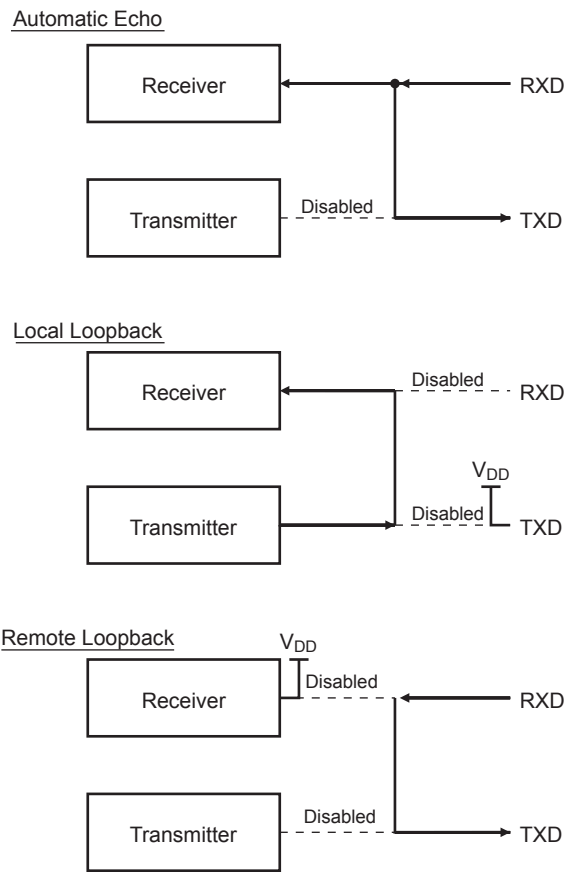 Automatic Echo
Receiver
RXD
Transmitter
Disabled
TXD
Local Loopback
Receiver
Disabled
RXD
VDD
Transmitter
Disabled
TXD
Remote Loopback
VDD
Receiver
Disabled
RXD
Transmitter
Disabled
TXD